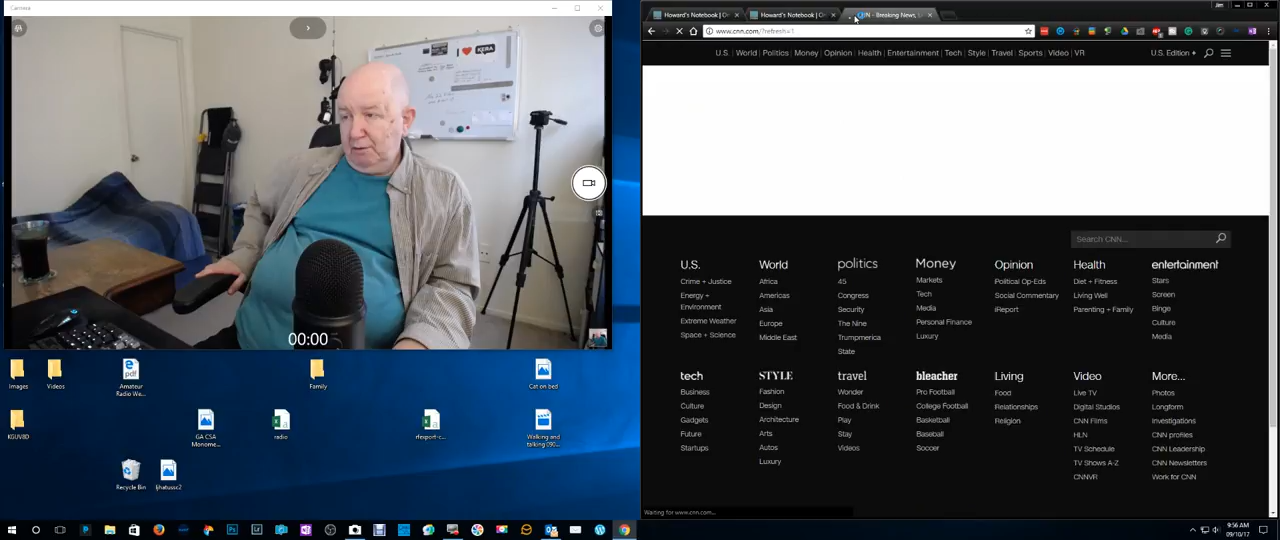 Camera
I ♥ KERA
00:00
Images
Videos
Amateur
Radio Wa...
Family
Cat on bed
KGUV8D
GA CSA
Monome...
radio
rfexport-c...
Walking and
talking (90...
Recycle Bin
ljhatussc2
Howard's Notebook | O
Howard's Notebook | O
Breaking News,
Jim
www.cnn.com/?refresh=1
U.S. | World | Politics | Money | Opinion | Health | Entertainment | Tech | Style | Travel | Sports | Video | VR
U.S. Edition +
Search CNN...
U.S.
Crime + Justice
Energy +
Environment
Extreme Weather
Space + Science
World
Africa
Americas
Asia
Europe
Middle East
politics
45
Congress
Security
The Nine
Trumpmerica
State
Money
Markets
Tech
Media
Personal Finance
Luxury
Opinion
Political Op-Eds
Social Commentary
iReport
Health
Diet + Fitness
Living Well
Parenting + Family
entertainment
Stars
Screen
Binge
Culture
Media
tech
Business
Culture
Gadgets
Future
Startups
STYLE
Fashion
Design
Architecture
Arts
Autos
Luxury
travel
Wonder
Food & Drink
Play
Stay
Videos
bleacher
Pro Football
College Football
Basketball
Baseball
Soccer
Living
Food
Relationships
Religion
Video
Live TV
Digital Studios
CNN Films
HLN
TV Schedule
TV Shows A-Z
CNNVR
More...
Photos
Longform
Investigations
CNN profiles
CNN Leadership
CNN Newsletters
Work for CNN
Waiting for www.cnn.com...
9:56 AM
09/10/17